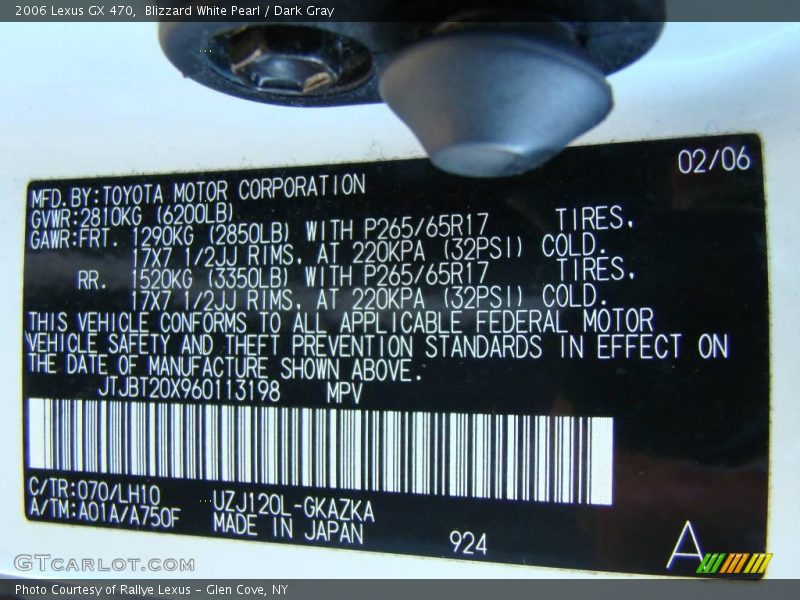 2006 Lexus GX 470, Blizzard White Pearl / Dark Gray
02/06
MFD.BY:TOYOTA MOTOR CORPORATION
GVWR:2810KG (6200LB)
GAWR:FRT. 1290KG (2850LB) WITH P265/65R17 TIRES,
17X7 1/2JJ RIMS, AT 220KPA (32PSI) COLD.
RR. 1520KG (3350LB) WITH P265/65R17 TIRES,
17X7 1/2JJ RIMS, AT 220KPA (32PSI) COLD.
THIS VEHICLE CONFORMS TO ALL APPLICABLE FEDERAL MOTOR
VEHICLE SAFETY AND THEFT PREVENTION STANDARDS IN EFFECT ON
THE DATE OF MANUFACTURE SHOWN ABOVE.
JTJBT20X960113198 MPV
C/TR:070/LH10 UZJ120L-GKAZKA
A/TM:A01A/A750F MADE IN JAPAN 924 A
GTCarLot.com
Photo Courtesy of Rallye Lexus - Glen Cove, NY